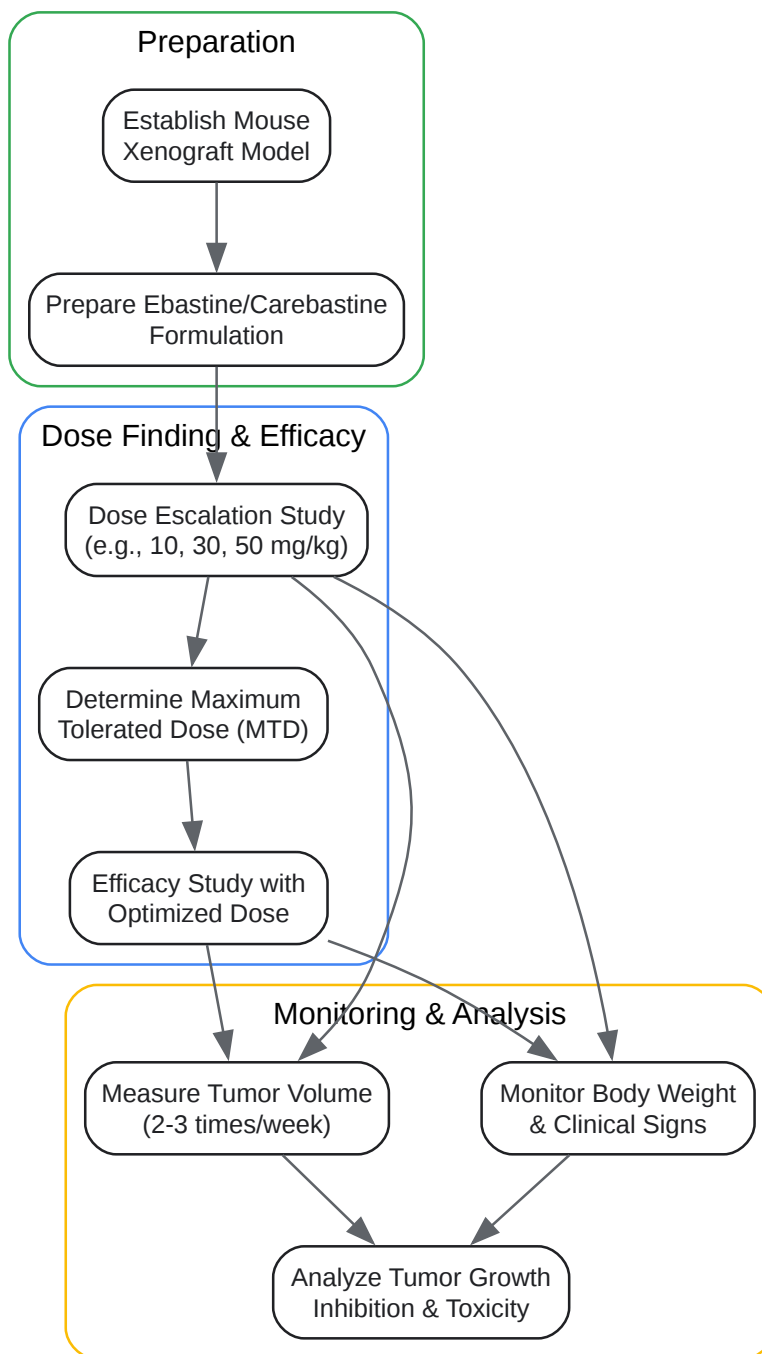 Preparation
Establish Mouse
Xenograft Model
Prepare Ebastine/Carebastine
Formulation
Dose Finding & Efficacy
Dose Escalation Study
(e.g., 10, 30, 50 mg/kg)
Determine Maximum
Tolerated Dose (MTD)
Efficacy Study with
Optimized Dose
Monitoring & Analysis
Measure Tumor Volume
(2-3 times/week)
Monitor Body Weight
& Clinical Signs
Analyze Tumor Growth
Inhibition & Toxicity